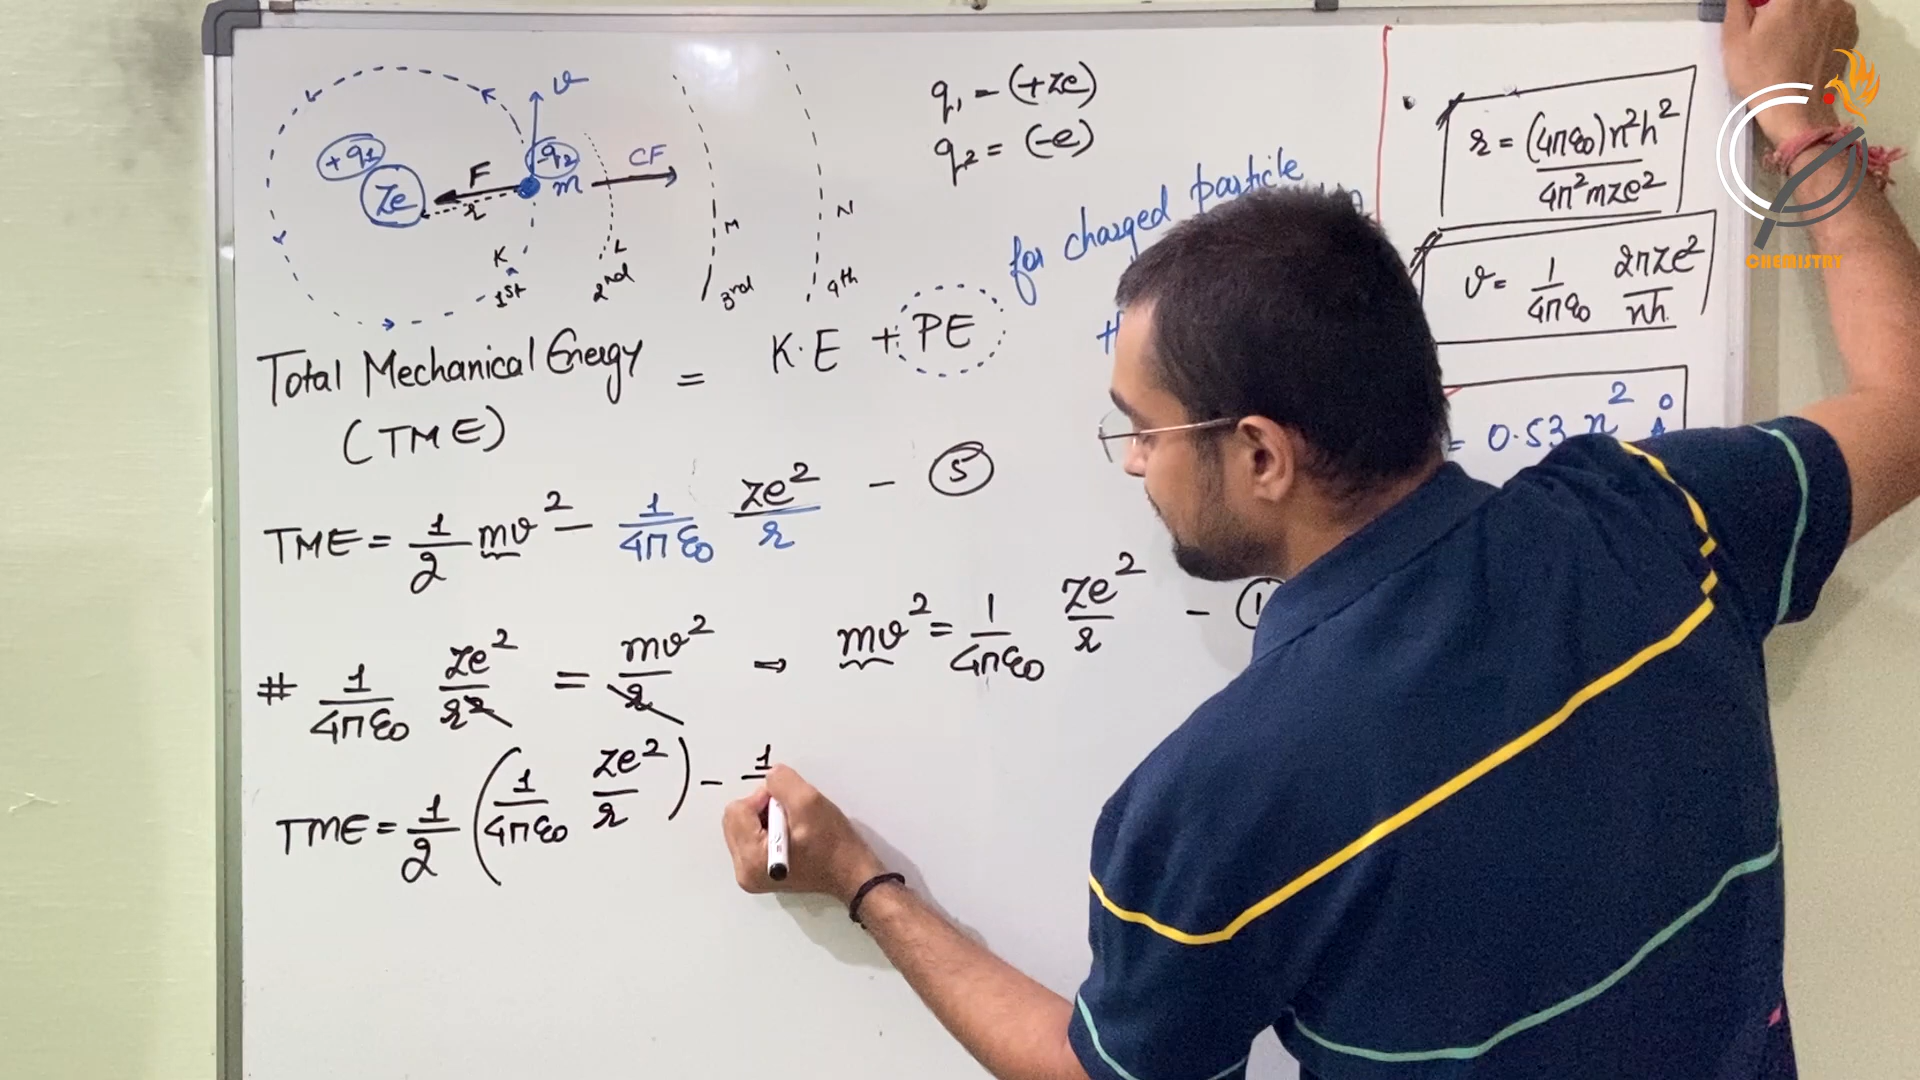 +q₁
Ze
F
r
v
-q₂
m
CF
K
1st
L
2nd
M
3rd
N
4th
q₁ = (+Ze)
q₂ = (-e)
for charged particle
Total Mechanical Energy = K.E + PE
(TME)
TME = 1/2 mv² - 1/4πε₀ Ze²/r - ⑤
# 1/4πε₀ Ze²/r² = mv²/r → mv² = 1/4πε₀ Ze²/r - ①
TME = 1/2 (1/4πε₀ Ze²/r) - 1
r = (4πε₀)n²h²/4π²mZe²
v = 1/4πε₀ 2πZe²/nh
= 0.53 n² A°
CHEMISTRY